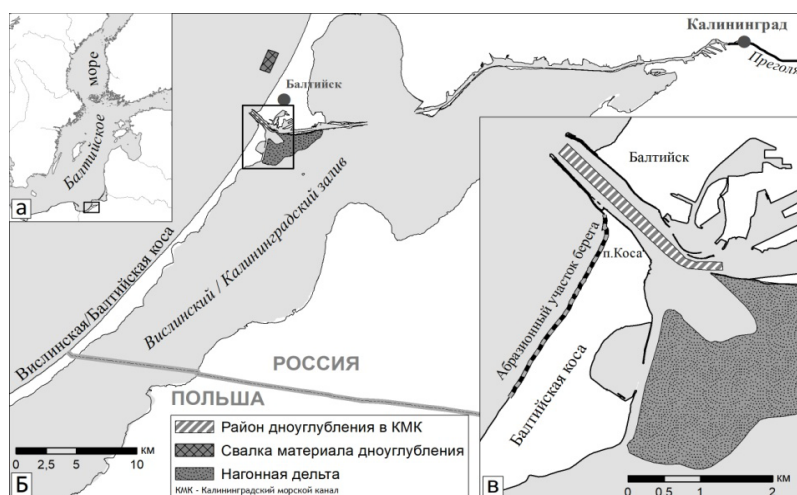 Балтийское
море
а
Калининград
Преголя
Балтийск
Вислинский / Калининградский залив
Вислинская/Балтийская коса
РОССИЯ
ПОЛЬША
Район дноуглубления в КМК
Свалка материала дноуглубления
Нагонная дельта
КМК - Калининградский морской канал
км
0 2,5 5 10
Б
Балтийск
п.Коса
Абразионный участок берега
Балтийская коса
в
км
0 0,5 1 2